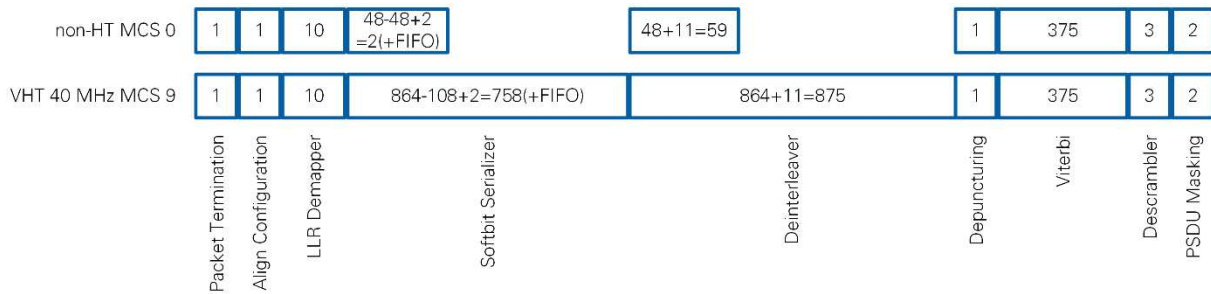 non-HT MCS 0
1
1
10
48-48+2
=2(+FIFO)
48+11=59
1
375
3
2
VHT 40 MHz MCS 9
1
1
10
864-108+2=758(+FIFO)
864+11=875
1
375
3
2
Packet Termination
Align Configuration
LLR Demapper
Softbit Serializer
Deinterleaver
Depuncturing
Viterbi
Descrambler
PSDU Masking